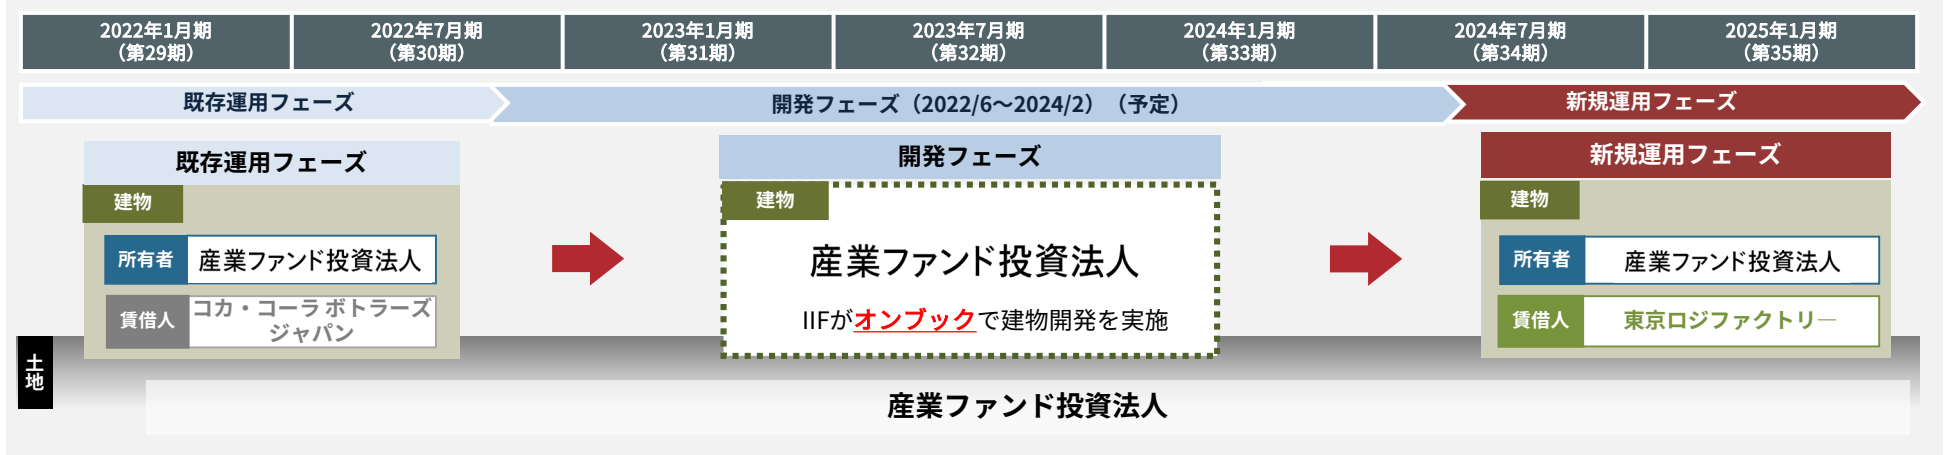 2022年1月期
（第29期）
2022年7月期
（第30期）
2023年1月期
（第31期）
2023年7月期
（第32期）
2024年1月期
（第33期）
2024年7月期
（第34期）
2025年1月期
（第35期）
既存運用フェーズ
開発フェーズ（2022/6～2024/2）（予定）
新規運用フェーズ
既存運用フェーズ
建物
所有者
産業ファンド投資法人
賃借人
コカ・コーラ ボトラーズ
ジャパン
開発フェーズ
建物
産業ファンド投資法人
IIFがオンブックで建物開発を実施
新規運用フェーズ
建物
所有者
産業ファンド投資法人
賃借人
東京ロジファクトリ―
土地
産業ファンド投資法人